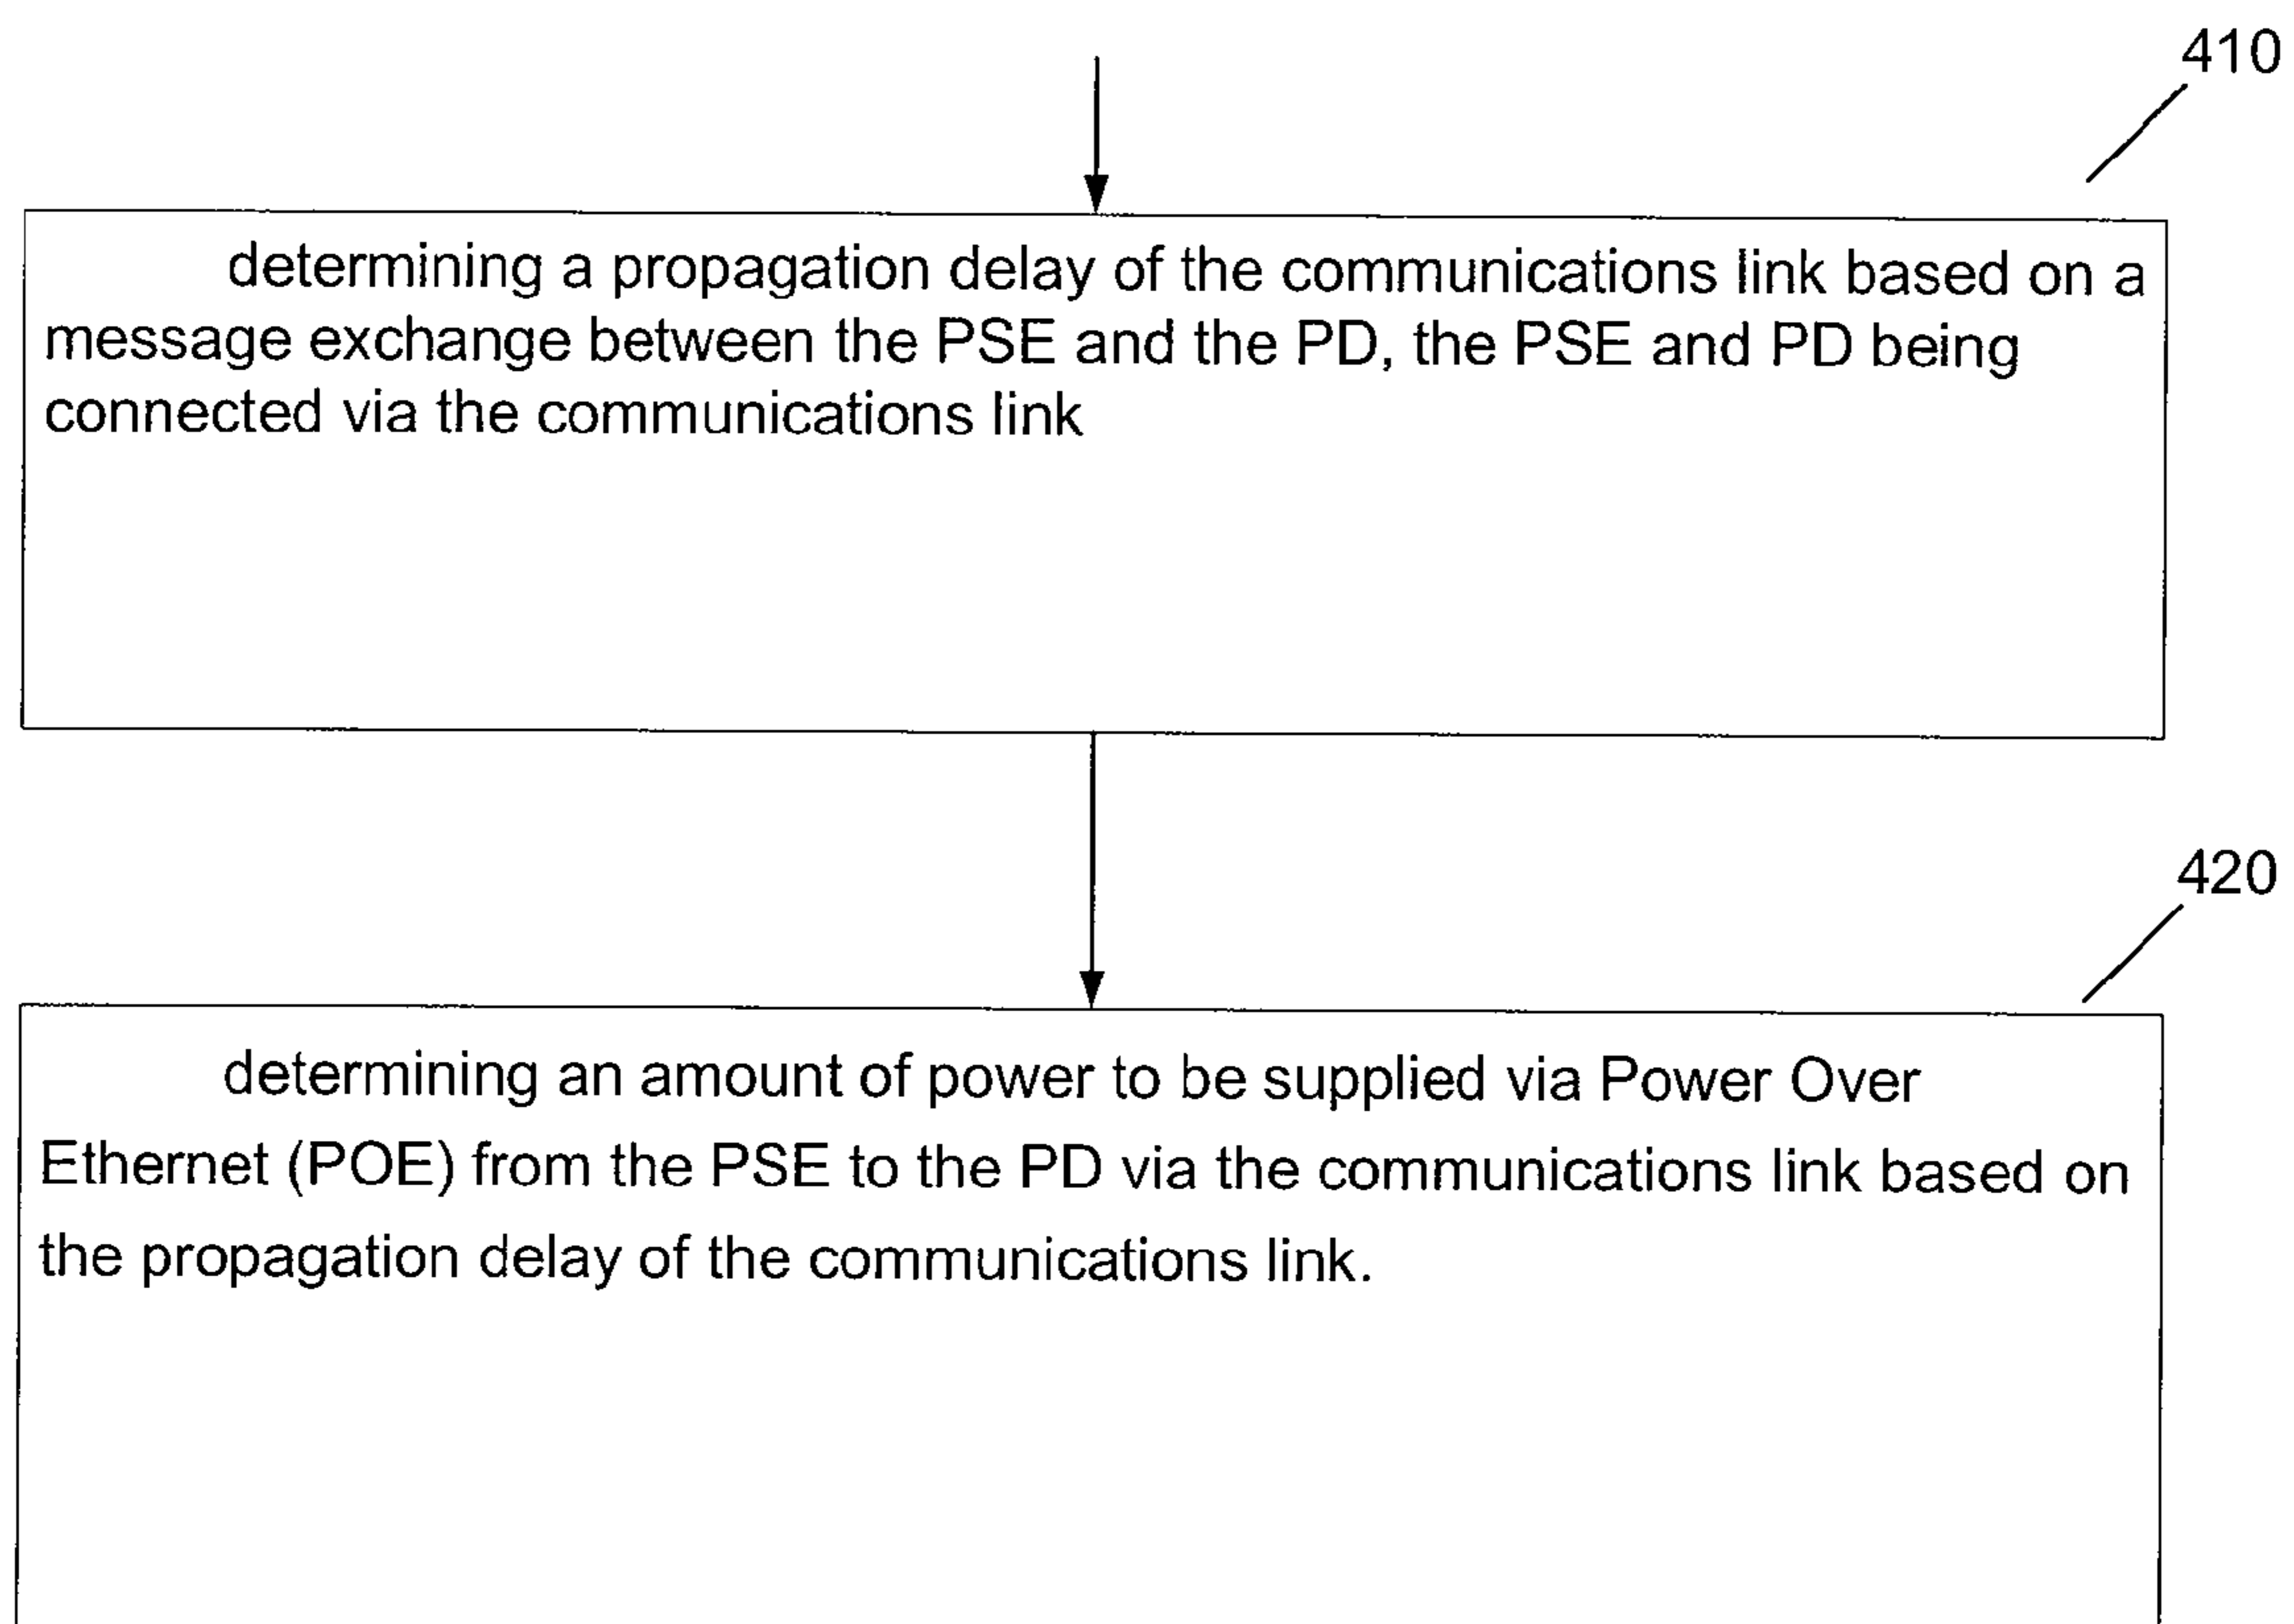 410
determining a propagation delay of the communications link based on a
message exchange between the PSE and the PD, the PSE and PD being
connected via the communications link
420
determining an amount of power to be supplied via Power Over
Ethernet (POE) from the PSE to the PD via the communications link based on
the propagation delay of the communications link.